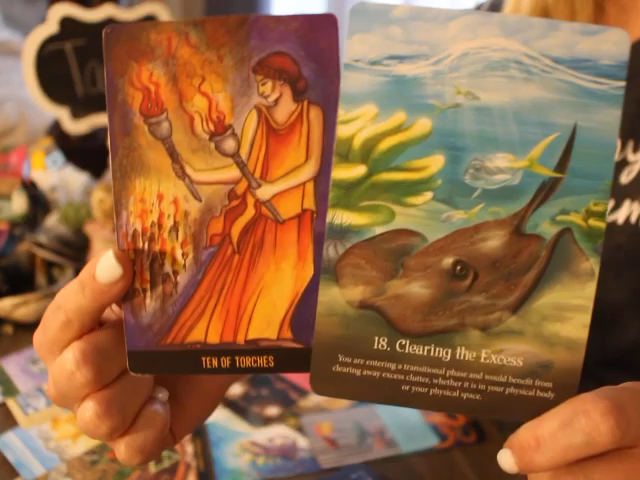 Ta
TEN OF TORCHES
18. Clearing the Excess
You are entering a transitional phase and would benefit from
clearing away excess clutter, whether it is in your physical body
or your physical space.